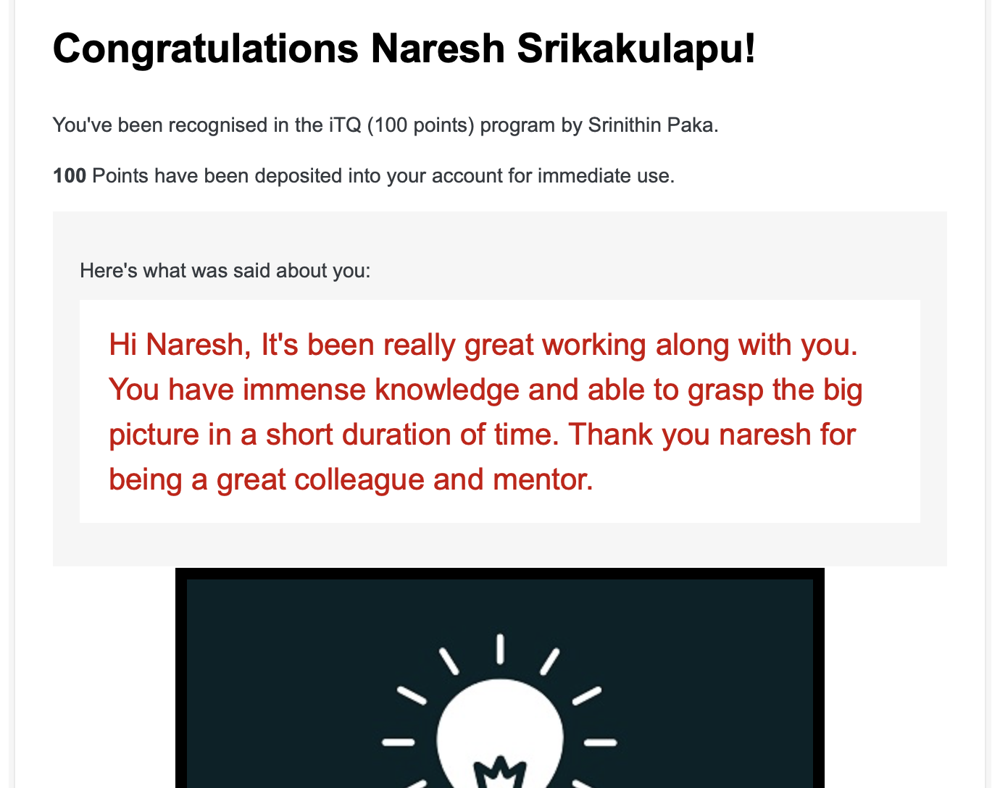 Congratulations Naresh Srikakulapu!
You've been recognised in the iTQ (100 points) program by Srinithin Paka.
100 Points have been deposited into your account for immediate use.
Here's what was said about you:
Hi Naresh, It's been really great working along with you.
You have immense knowledge and able to grasp the big
picture in a short duration of time. Thank you naresh for
being a great colleague and mentor.